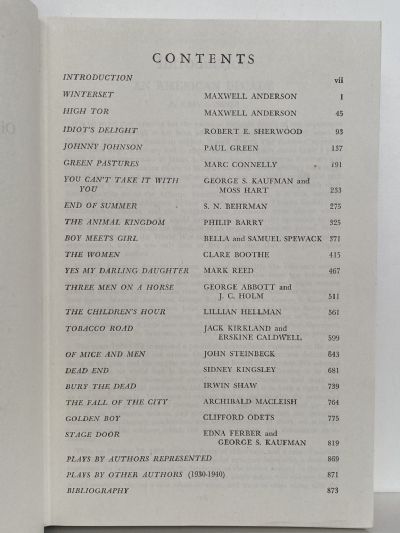 CONTENTS
INTRODUCTION vii
WINTERSET MAXWELL ANDERSON 1
HIGH TOR MAXWELL ANDERSON 45
IDIOT'S DELIGHT ROBERT E. SHERWOOD 93
JOHNNY JOHNSON PAUL GREEN 137
GREEN PASTURES MARC CONNELLY 191
YOU CAN'T TAKE IT WITH GEORGE S. KAUFMAN and
YOU MOSS HART 233
END OF SUMMER S. N. BEHRMAN 275
THE ANIMAL KINGDOM PHILIP BARRY 325
BOY MEETS GIRL BELLA and SAMUEL SPEWACK 371
THE WOMEN CLARE BOOTHE 415
YES MY DARLING DAUGHTER MARK REED 467
THREE MEN ON A HORSE GEORGE ABBOTT and
J. C. HOLM 511
THE CHILDREN'S HOUR LILLIAN HELLMAN 561
TOBACCO ROAD JACK KIRKLAND and
ERSKINE CALDWELL 599
OF MICE AND MEN JOHN STEINBECK 643
DEAD END SIDNEY KINGSLEY 681
BURY THE DEAD IRWIN SHAW 739
THE FALL OF THE CITY ARCHIBALD MACLEISH 764
GOLDEN BOY CLIFFORD ODETS 775
STAGE DOOR EDNA FERBER and
GEORGE S. KAUFMAN 819
PLAYS BY AUTHORS REPRESENTED 869
PLAYS BY OTHER AUTHORS (1930-1940) 871
BIBLIOGRAPHY 873